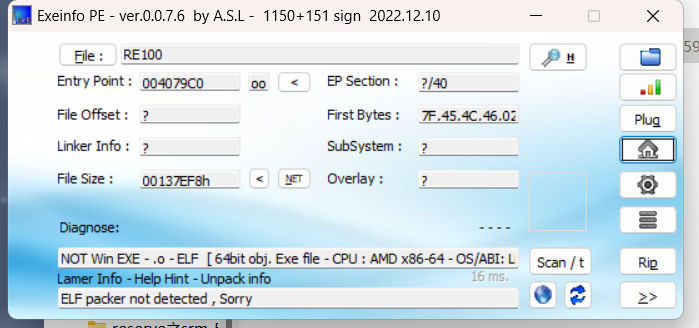 Exeinfo PE - ver.0.0.7.6 by A.S.L - 1150+151 sign 2022.12.10
File : RE100 H
Entry Point : 004079C0 oo < EP Section : ?/40
File Offset : ? First Bytes : 7F.45.4C.46.02 Plug
Linker Info : ? SubSystem : ?
File Size : 00137EF8h < NET Overlay : ?
Diagnose: - - - -
NOT Win EXE - .o - ELF [ 64bit obj. Exe file - CPU : AMD x86-64 - OS/ABI: Scan / t Rip
Lamer Info - Help Hint - Unpack info 16 ms.
ELF packer not detected , Sorry >>